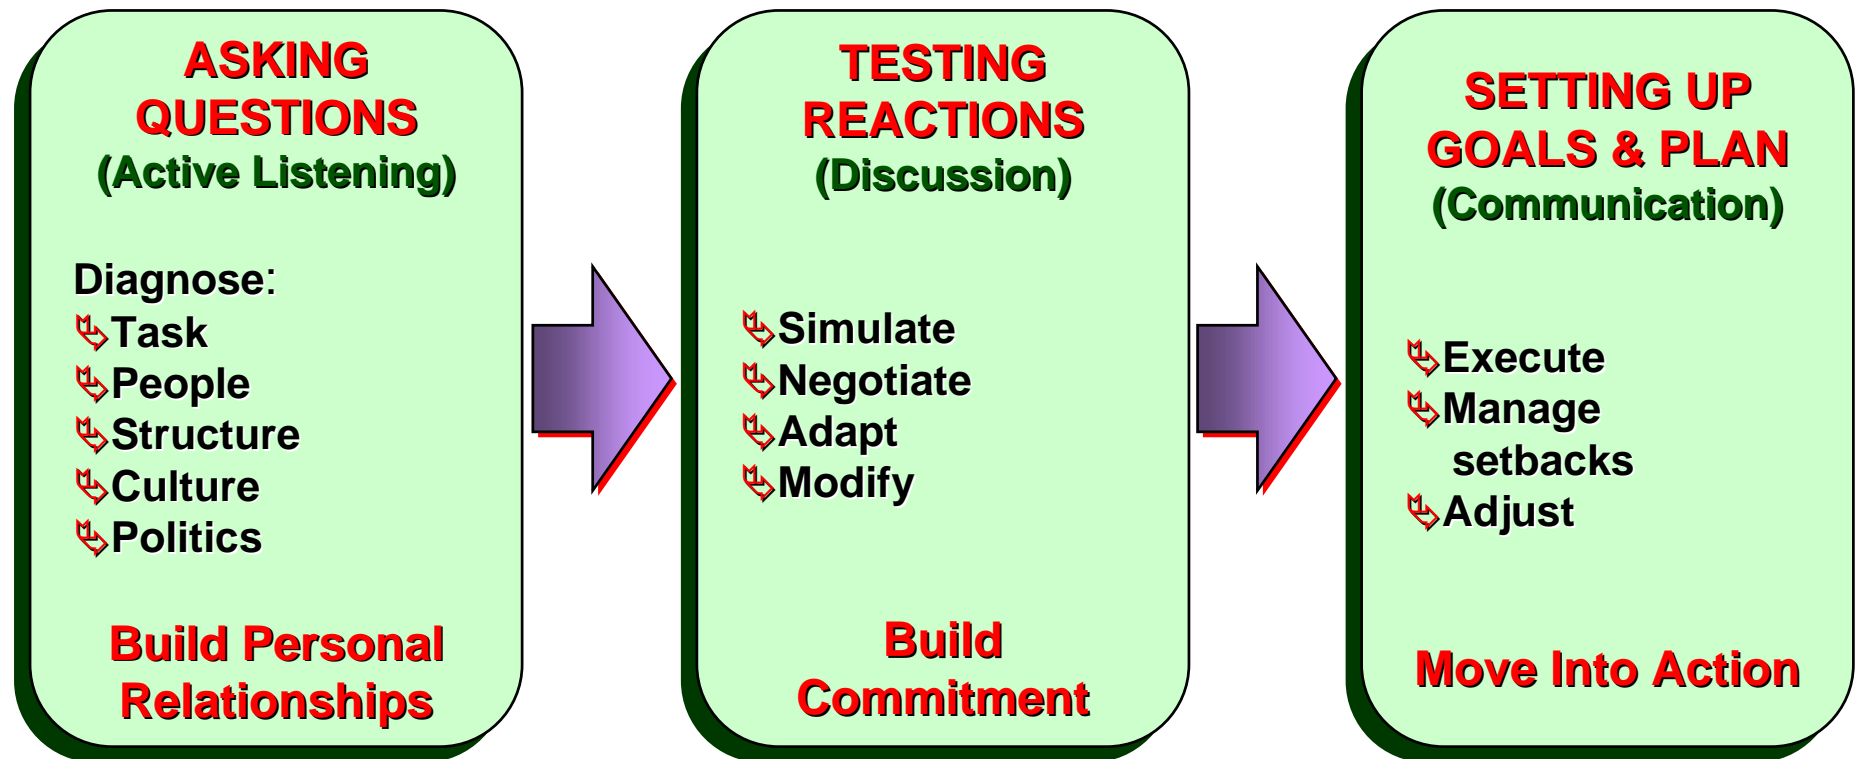 ASKING
QUESTIONS
(Active Listening)
Diagnose:
Task
People
Structure
Culture
Politics
Build Personal
Relationships
TESTING
REACTIONS
(Discussion)
Simulate
Negotiate
Adapt
Modify
Build
Commitment
SETTING UP
GOALS & PLAN
(Communication)
Execute
Manage
setbacks
Adjust
Move Into Action